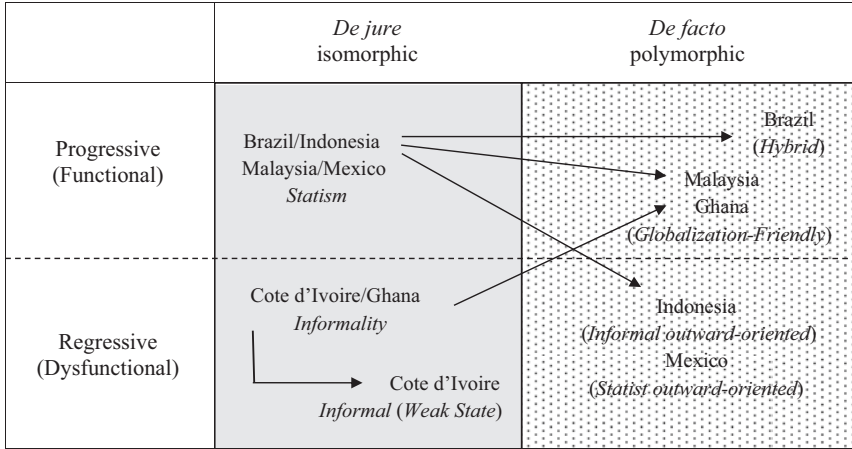 De jure
isomorphic
De facto
polymorphic
Progressive
(Functional)
Brazil/Indonesia
Malaysia/Mexico
Statism
Brazil
(Hybrid)
Malaysia
Ghana
(Globalization-Friendly)
Regressive
(Dysfunctional)
Cote d’Ivoire/Ghana
Informality
Cote d’Ivoire
Informal (Weak State)
Indonesia
(Informal outward-oriented)
Mexico
(Statist outward-oriented)